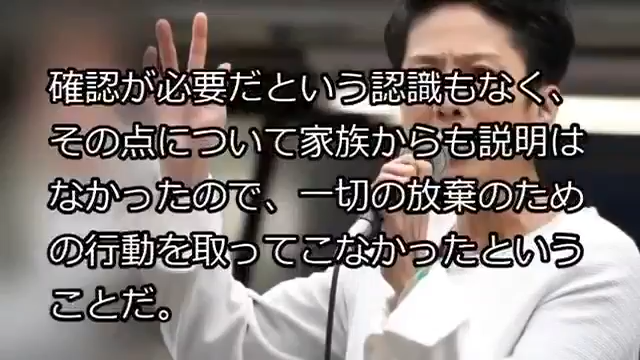 確認が必要だという認識もなく、
その点について家族からも説明は
なかったので、一切の放棄のため
の行動を取ってこなかったという
ことだ。